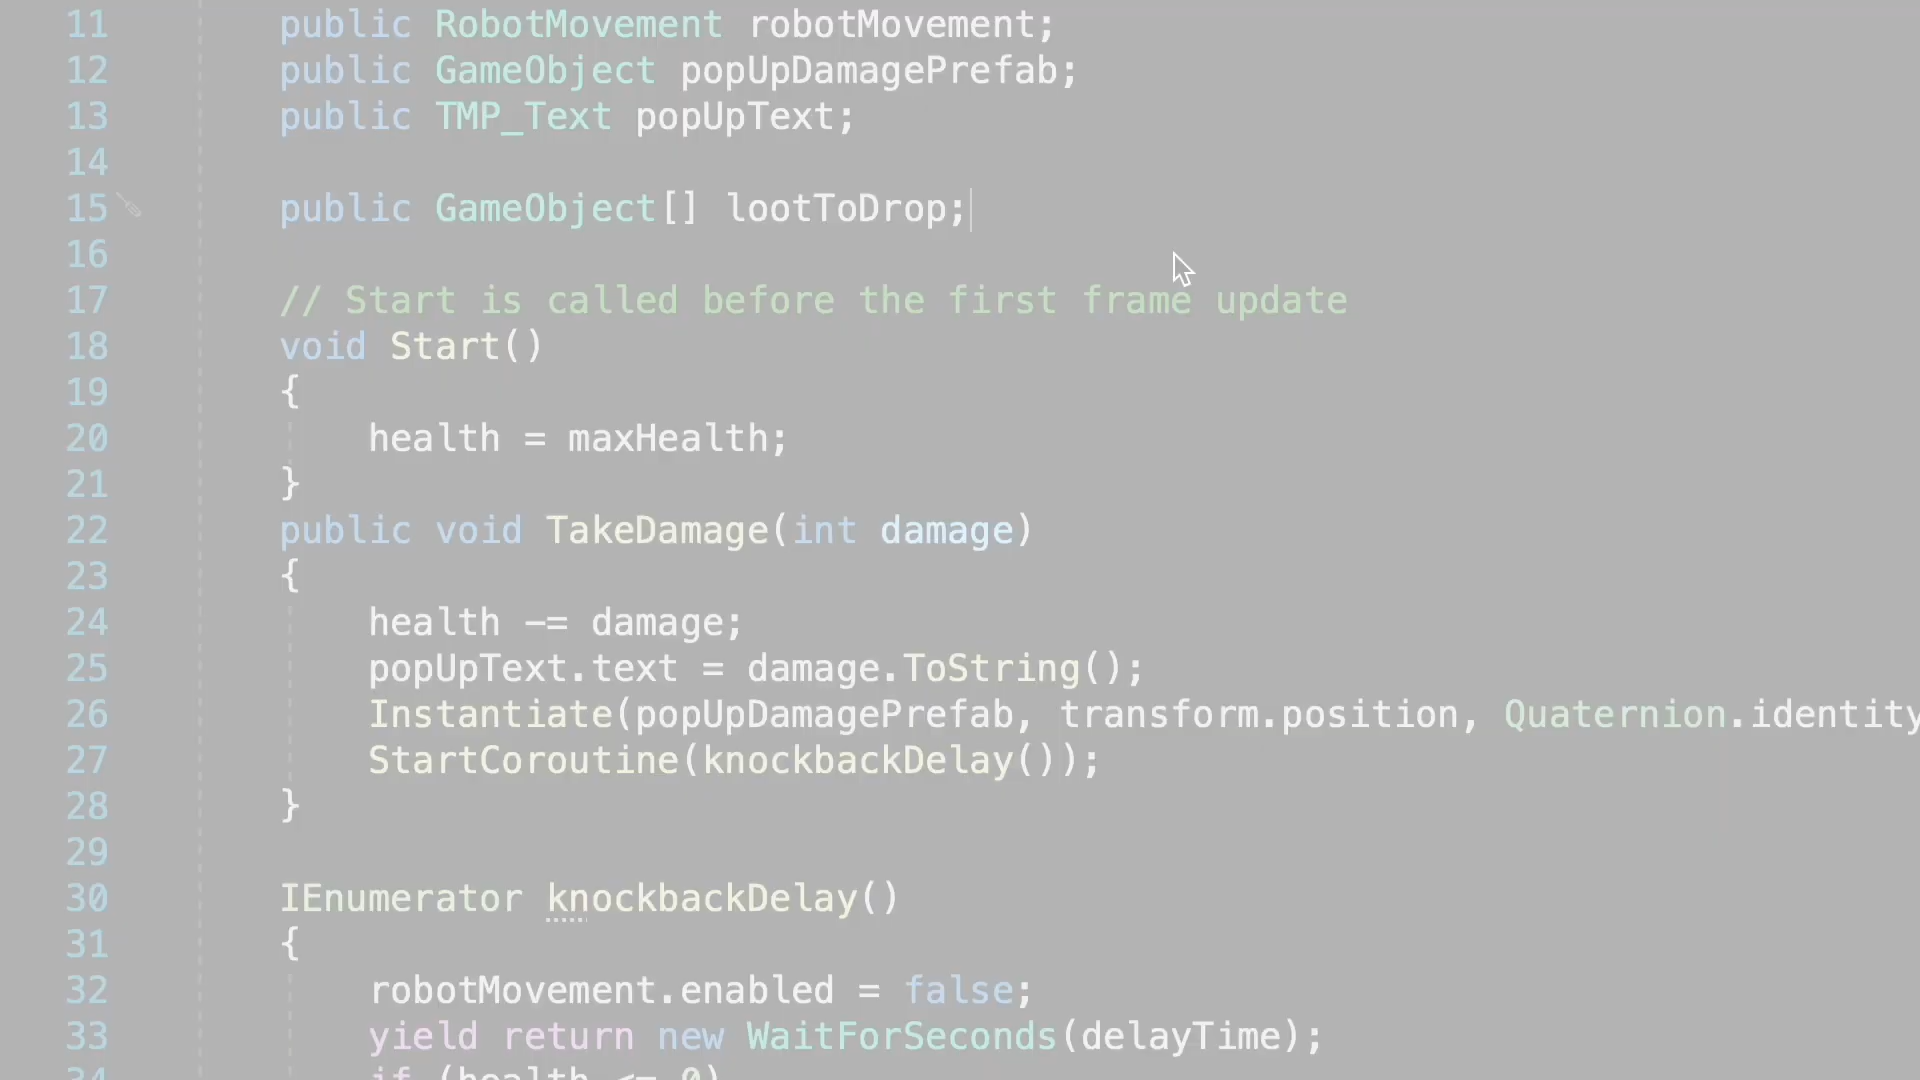 11 public RobotMovement robotMovement;
12 public GameObject popUpDamagePrefab;
13 public TMP_Text popUpText;
14
15 public GameObject[] lootToDrop;
16
17 // Start is called before the first frame update
18 void Start()
19 {
20 health = maxHealth;
21 }
22 public void TakeDamage(int damage)
23 {
24 health -= damage;
25 popUpText.text = damage.ToString();
26 Instantiate(popUpDamagePrefab, transform.position, Quaternion.identity
27 StartCoroutine(knockbackDelay());
28 }
29
30 IEnumerator knockbackDelay()
31 {
32 robotMovement.enabled = false;
33 yield return new WaitForSeconds(delayTime);
34 if (health <= 0)